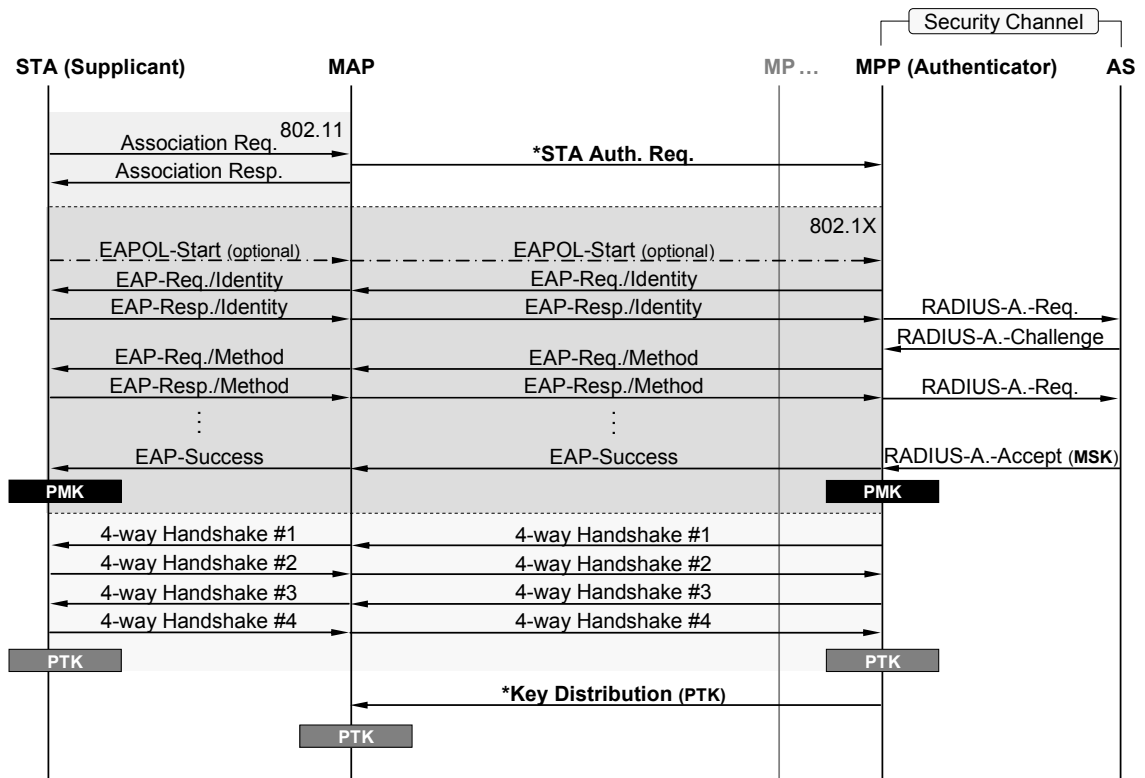 Security Channel
STA (Supplicant) MAP MP ... MPP (Authenticator) AS
802.11
Association Req.
*STA Auth. Req.
Association Resp.
802.1X
EAPOL-Start (optional) EAPOL-Start (optional)
EAP-Req./Identity EAP-Req./Identity
EAP-Resp./Identity EAP-Resp./Identity RADIUS-A.-Req.
RADIUS-A.-Challenge
EAP-Req./Method EAP-Req./Method
EAP-Resp./Method EAP-Resp./Method RADIUS-A.-Req.
EAP-Success EAP-Success RADIUS-A.-Accept (MSK)
PMK PMK
4-way Handshake #1 4-way Handshake #1
4-way Handshake #2 4-way Handshake #2
4-way Handshake #3 4-way Handshake #3
4-way Handshake #4 4-way Handshake #4
PTK PTK
*Key Distribution (PTK)
PTK